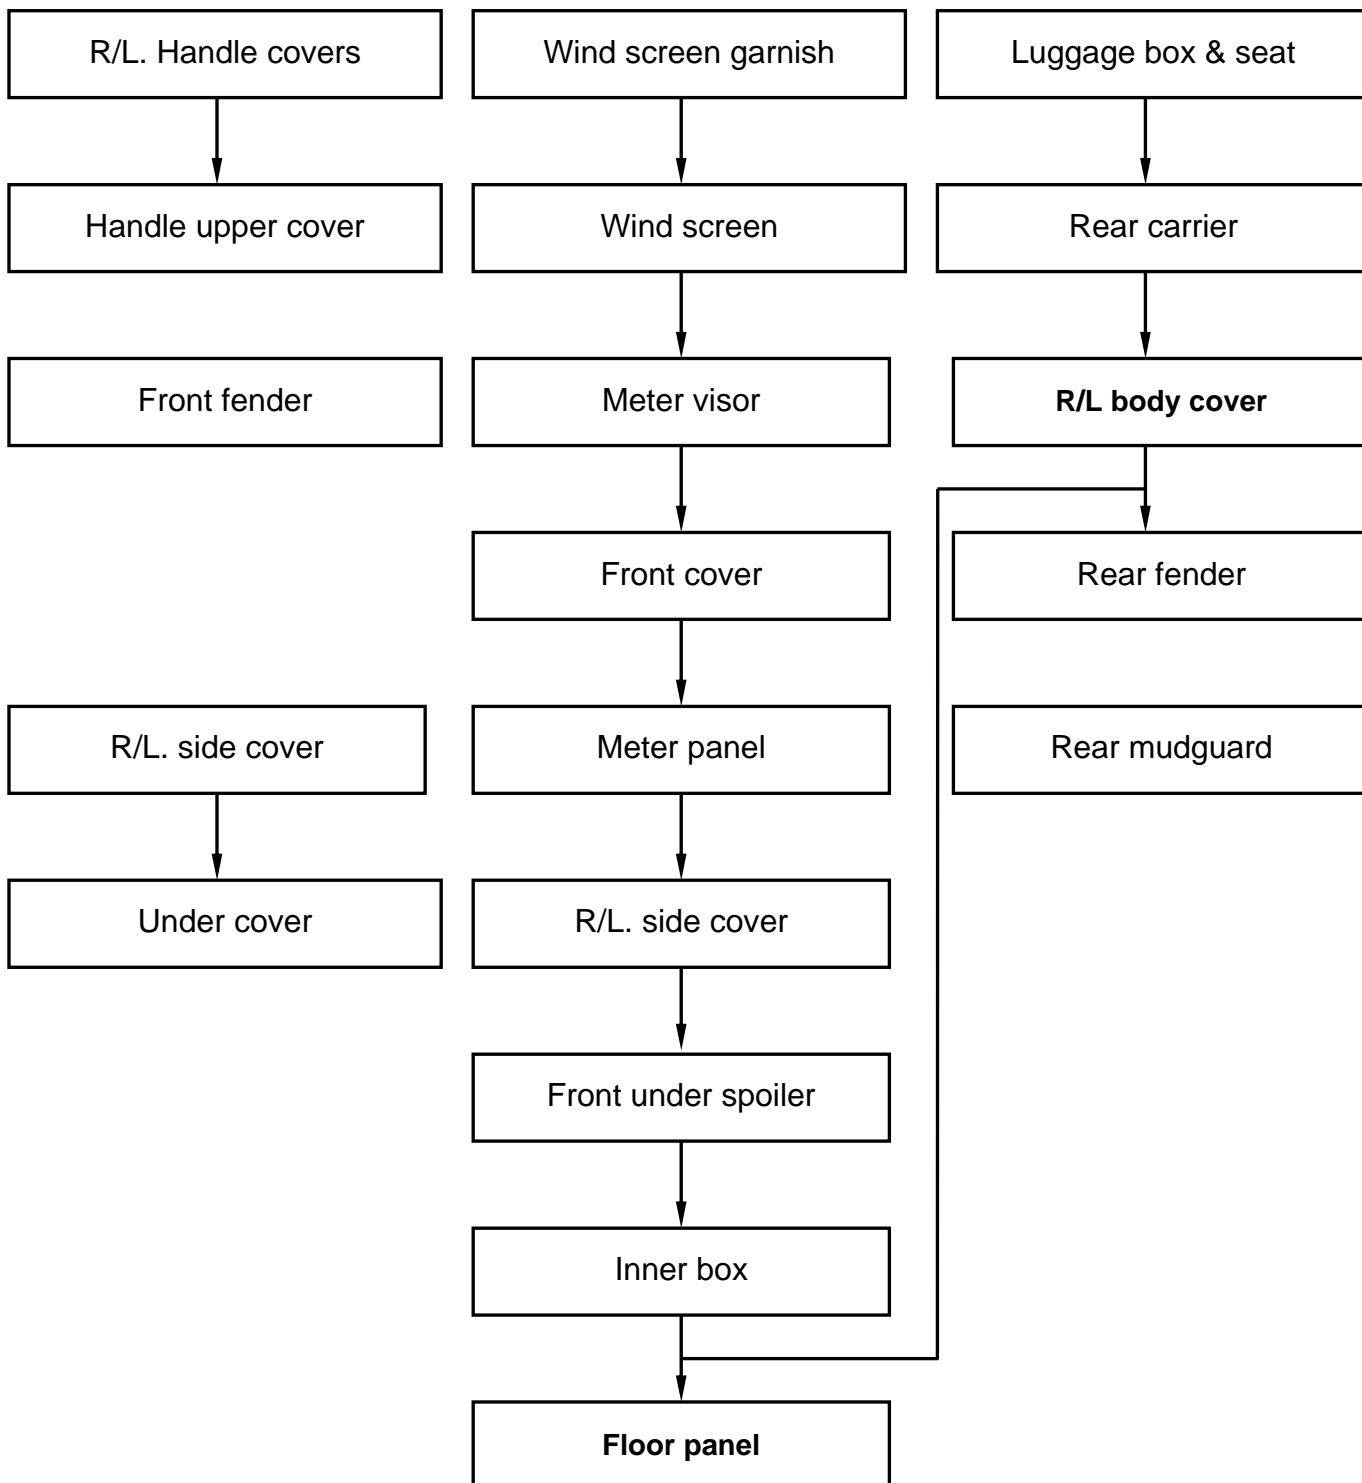 R/L. Handle covers
Wind screen garnish
Luggage box & seat
Handle upper cover
Wind screen
Rear carrier
Front fender
Meter visor
R/L body cover
Front cover
Rear fender
R/L. side cover
Meter panel
Rear mudguard
Under cover
R/L. side cover
Front under spoiler
Inner box
Floor panel